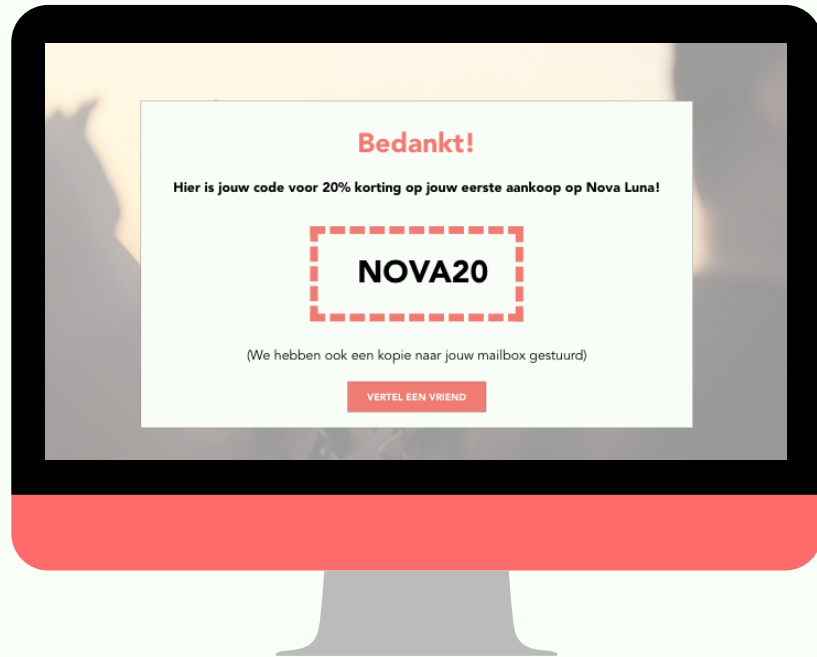 Bedankt!
Hier is jouw code voor 20% korting op jouw eerste aankoop op Nova Luna!
NOVA20
(We hebben ook een kopie naar jouw mailbox gestuurd)
VERTEL EEN VRIEND